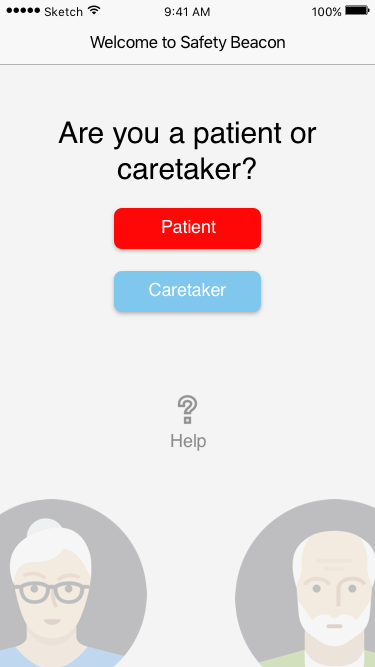 ●●●●● Sketch 9:41 AM 100%
Welcome to Safety Beacon
Are you a patient or
caretaker?
Patient
Caretaker
?
Help